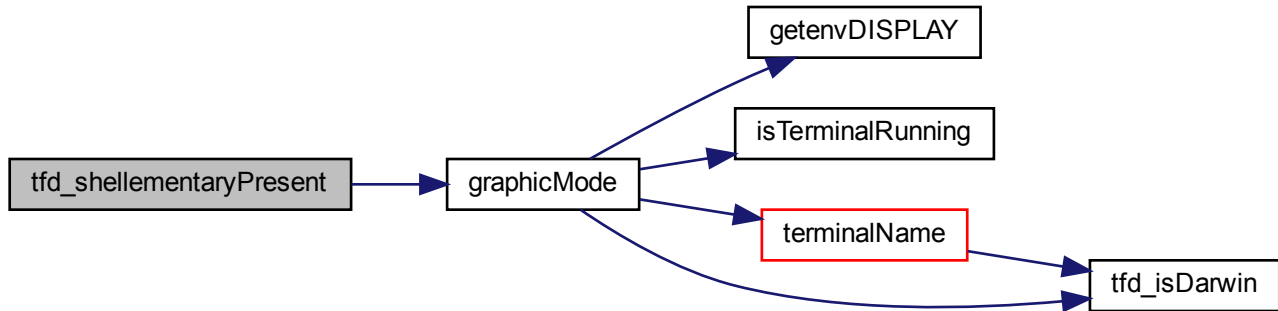 getenvDISPLAY
isTerminalRunning
tfd_shellementaryPresent
graphicMode
terminalName
tfd_isDarwin